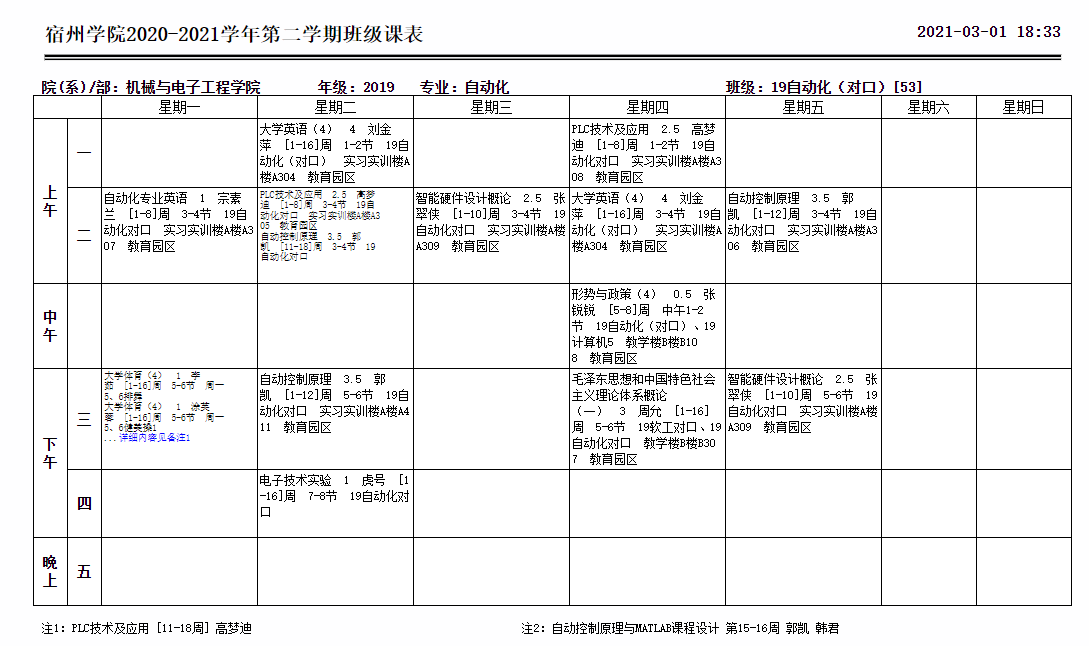 宿州学院2020-2021学年第二学期班级课表
2021-03-01 18:33
院(系)/部：机械与电子工程学院 年级：2019 专业：自动化 班级：19自动化（对口）[53]
星期一 星期二 星期三 星期四 星期五 星期六 星期日
上午
一
大学英语（4） 4 刘金
萍 [1-16]周 1-2节 19自
动化（对口） 实习实训楼A
楼A304 教育园区
PLC技术及应用 2.5 高梦
迪 [1-8]周 1-2节 19自
动化对口 实习实训楼A楼A3
08 教育园区
二
自动化专业英语 1 宗素
兰 [1-8]周 3-4节 19自
动化对口 实习实训楼A楼A3
07 教育园区
PLC技术及应用 2.5 高梦
迪 [1-8]周 3-4节 19自
动化对口 实习实训楼A楼A3
05 教育园区
自动控制原理 3.5 郭
凯 [11-18]周 3-4节 19
自动化对口
智能硬件设计概论 2.5 张
翠侠 [1-10]周 3-4节 19
自动化对口 实习实训楼A楼
A309 教育园区
大学英语（4） 4 刘金
萍 [1-16]周 3-4节 19自
动化（对口） 实习实训楼A
楼A304 教育园区
自动控制原理 3.5 郭
凯 [1-12]周 3-4节 19自
动化对口 实习实训楼A楼A3
06 教育园区
中午
形势与政策（4） 0.5 张
锐锐 [5-8]周 中午1-2
节 19自动化（对口）、19
计算机5 教学楼B楼B10
8 教育园区
下午
三
大学体育（4） 1 李
茹 [1-16]周 5-6节 周一
5、6排舞
大学体育（4） 1 涂英
[1-16]周 5-6节 周一
5、6健美操1
...详细内容见备注1
自动控制原理 3.5 郭
凯 [1-12]周 5-6节 19自
动化对口 实习实训楼A楼A4
11 教育园区
毛泽东思想和中国特色社会
主义理论体系概论
（一） 3 周允 [1-16]
周 5-6节 19软工对口、19
自动化对口 教学楼B楼B30
7 教育园区
智能硬件设计概论 2.5 张
翠侠 [1-10]周 5-6节 19
自动化对口 实习实训楼A楼
A309 教育园区
四
电子技术实验 1 虎号 [1
-16]周 7-8节 19自动化对
口
晚上
五
注1：PLC技术及应用 [11-18周] 高梦迪 注2：自动控制原理与MATLAB课程设计 第15-16周 郭凯 韩君